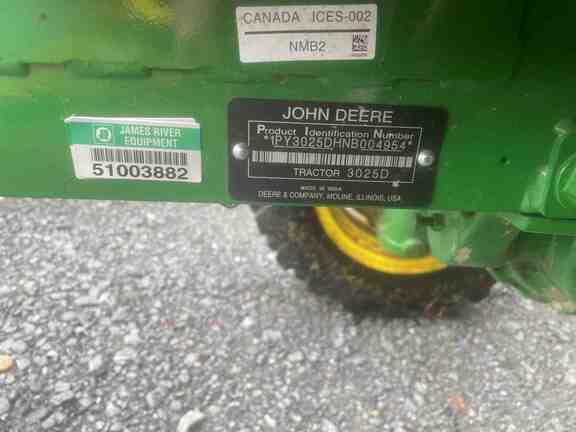 CANADA ICES-002
NMB2
JAMES RIVER
EQUIPMENT
51003882
JOHN DEERE
Product Identification Number
*1PY3025DHNB004954*
TRACTOR 3025D
MADE IN INDIA
DEERE & COMPANY, MOLINE, ILLINOIS, USA